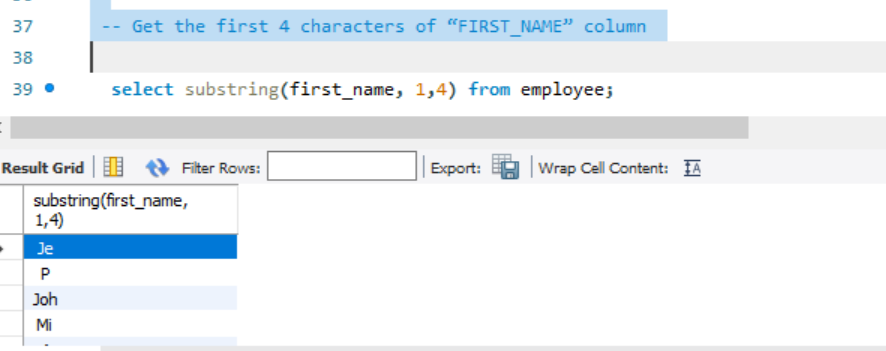 37 -- Get the first 4 characters of “FIRST_NAME” column
38
39 select substring(first_name, 1,4) from employee;
Result Grid Filter Rows: Export: Wrap Cell Content: IA
substring(first_name,
1,4)
Je
P
Joh
Mi